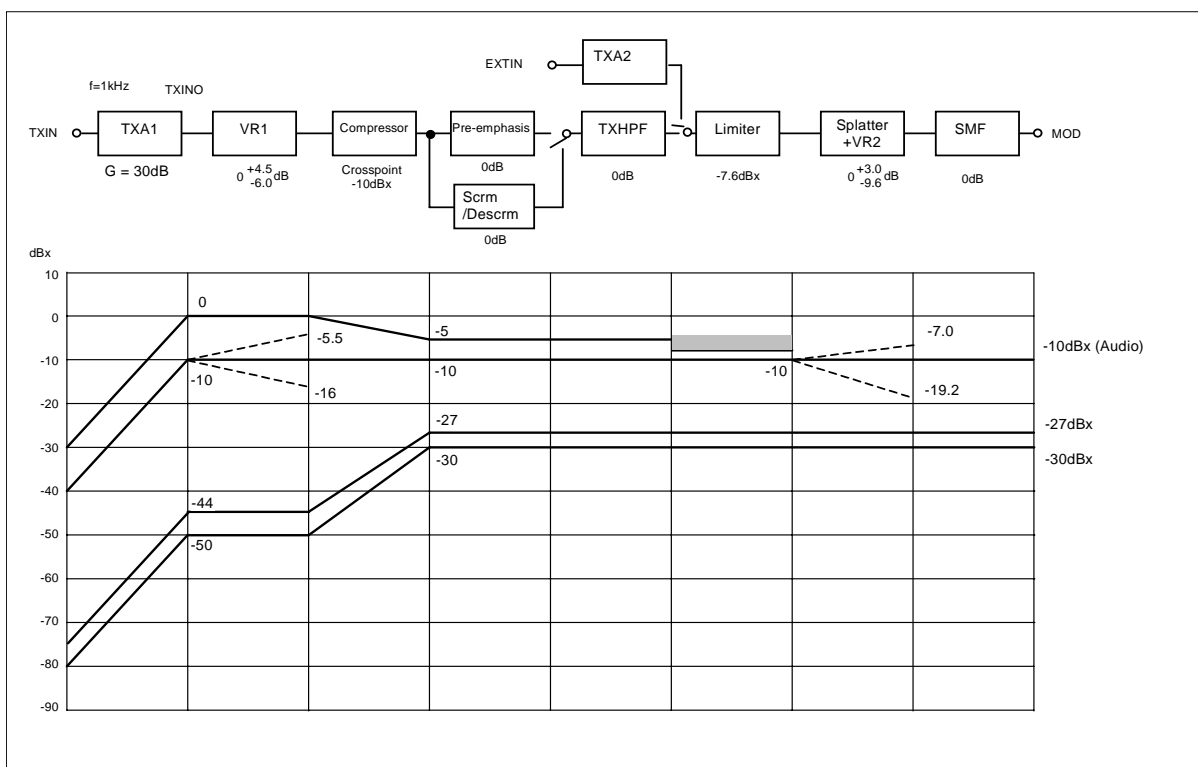 EXTIN
TXA2
f=1kHz
TXINO
TXIN
TXA1
VR1
Compressor
Pre-emphasis
TXHPF
Limiter
Splatter
+VR2
SMF
MOD
G = 30dB
0 +4.5 -6.0 dB
Crosspoint
-10dBx
0dB
0dB
-7.6dBx
0 +3.0 -9.6 dB
0dB
Scrm
/Descrm
0dB
dBx
10
0
0
-5
-5.5
-7.0
-10dBx (Audio)
-10
-10
-10
-10
-16
-19.2
-20
-27
-27dBx
-30
-30
-30dBx
-40
-44
-50
-50
-60
-70
-80
-90